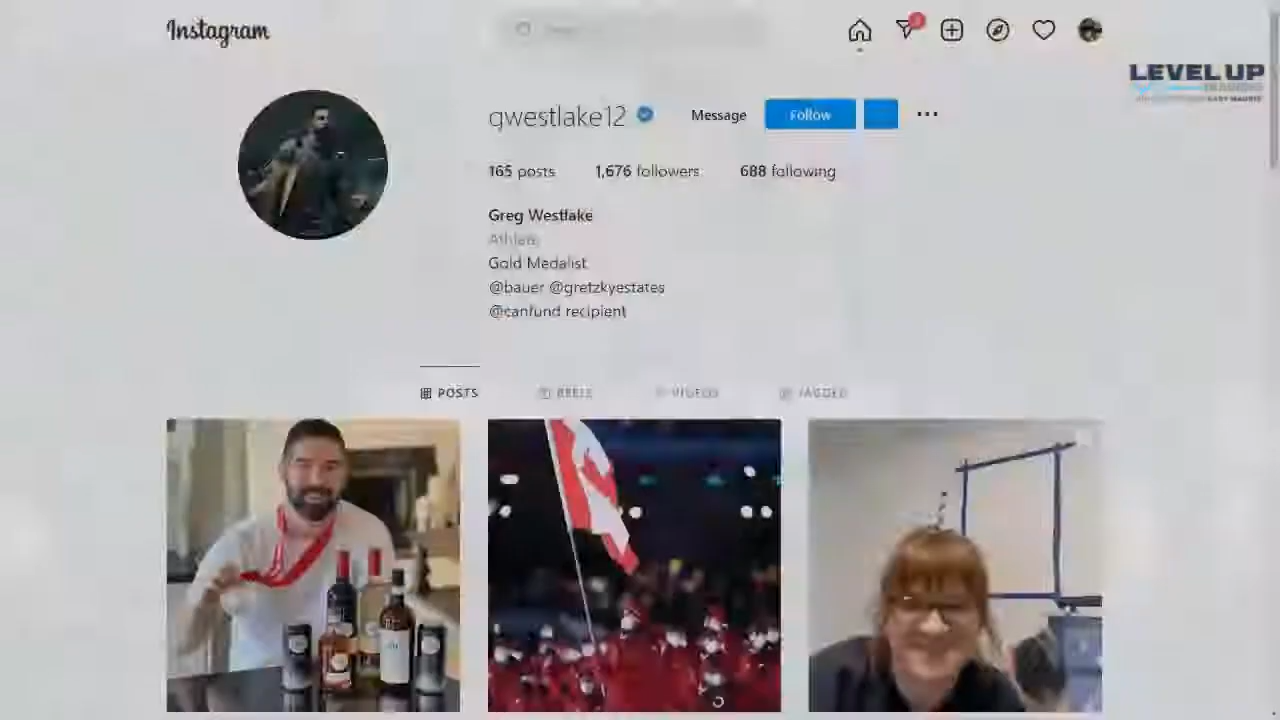 Instagram
LEVEL UP
qwestlake12
Message
Follow
165 posts
1,676 followers
688 following
Greg Westlake
Athlete
Gold Medalist
@bauer @gretzkyestates
@canfund recipient
POSTS
REELS
VIDEOS
TAGGED